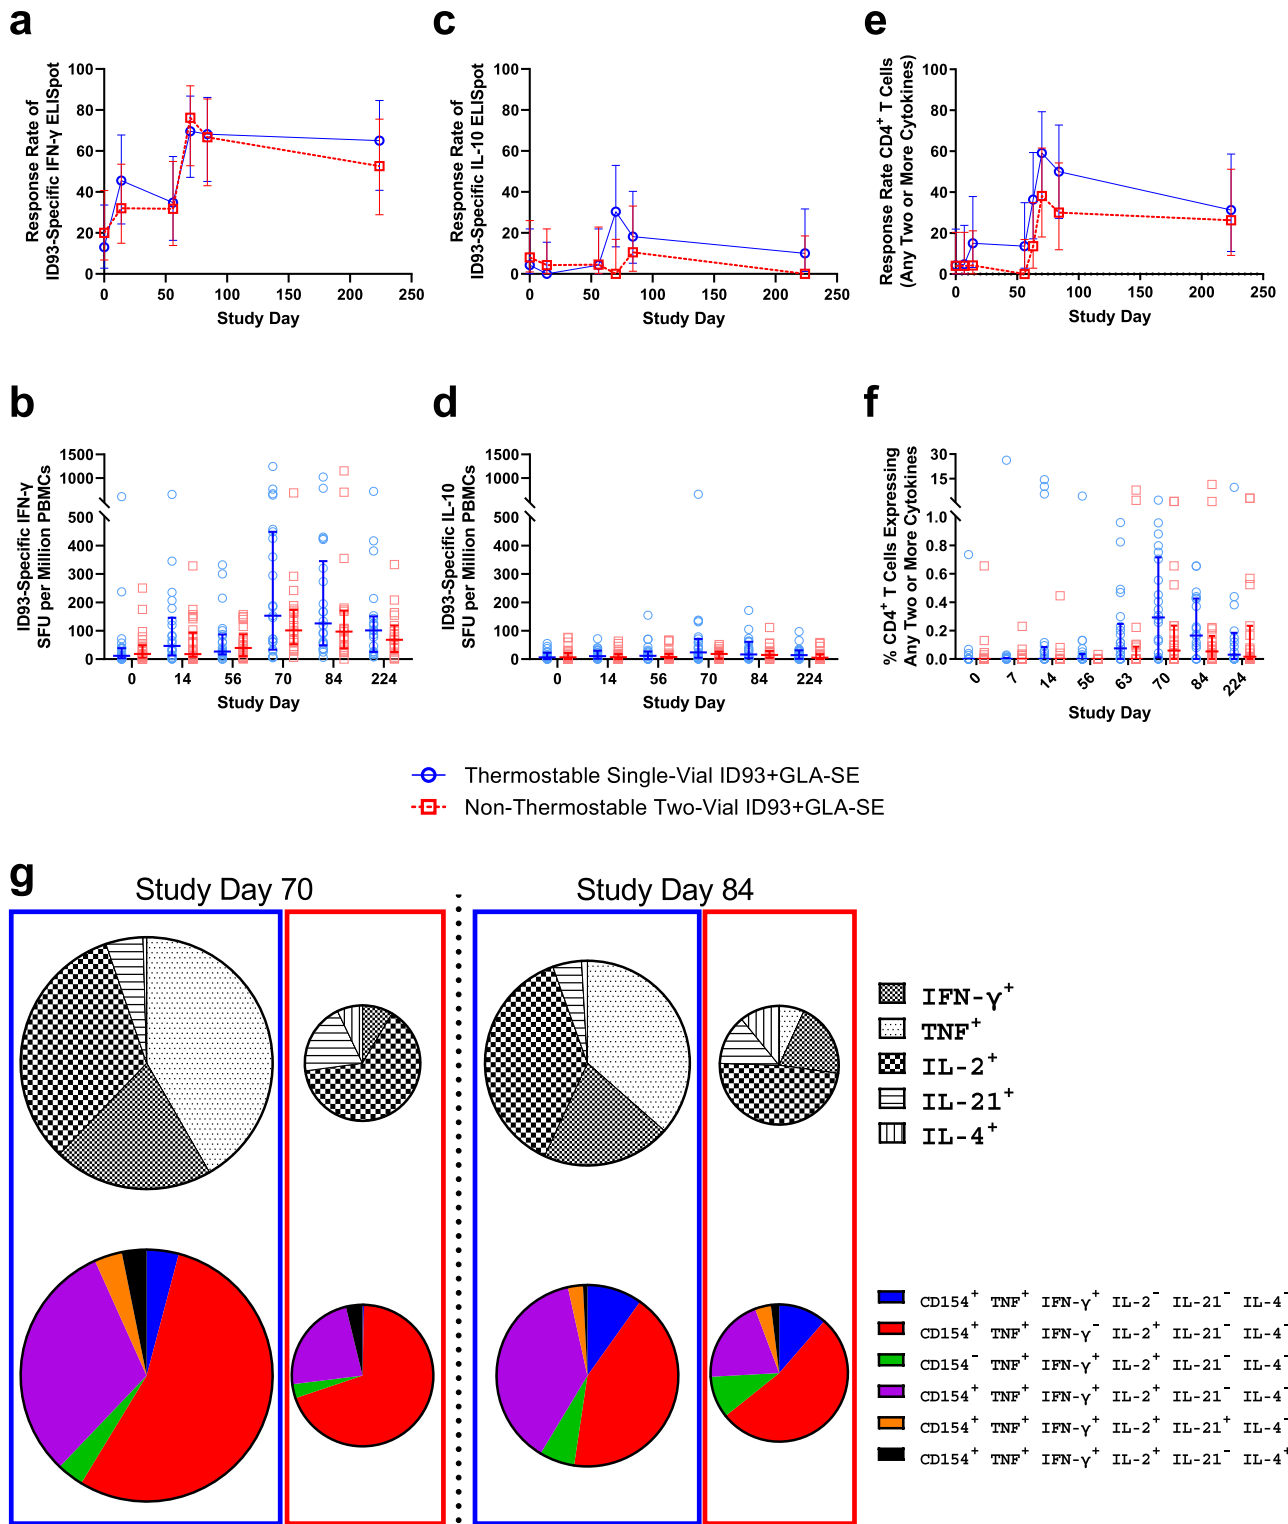 a
Response Rate of
ID93-Specific IFN-γ ELISpot
100
80
60
40
20
0
0 50 100 150 200 250
Study Day
c
Response Rate of
ID93-Specific IL-10 ELISpot
100
80
60
40
20
0
0 50 100 150 200 250
Study Day
e
Response Rate CD4+ T Cells
(Any Two or More Cytokines)
100
80
60
40
20
0
0 50 100 150 200 250
Study Day
b
ID93-Specific IFN-γ
SFU per Million PBMCs
1500
1000
500
400
300
200
100
0
0 14 56 70 84 224
Study Day
d
ID93-Specific IL-10
SFU per Million PBMCs
1500
1000
500
400
300
200
100
0
0 14 56 70 84 224
Study Day
f
% CD4+ T Cells Expressing
Any Two or More Cytokines
30
15
1.0
0.8
0.6
0.4
0.2
0.0
0 7 14 56 63 70 84 224
Study Day
Thermostable Single-Vial ID93+GLA-SE
Non-Thermostable Two-Vial ID93+GLA-SE
g
Study Day 70
Study Day 84
IFN-γ+
TNF+
IL-2+
IL-21+
IL-4+
CD154+ TNF+ IFN-γ+ IL-2- IL-21- IL-4-
CD154+ TNF+ IFN-γ- IL-2+ IL-21- IL-4-
CD154- TNF+ IFN-γ+ IL-2+ IL-21- IL-4-
CD154+ TNF+ IFN-γ+ IL-2+ IL-21- IL-4-
CD154+ TNF+ IFN-γ+ IL-2+ IL-21+ IL-4-
CD154+ TNF+ IFN-γ+ IL-2+ IL-21- IL-4+